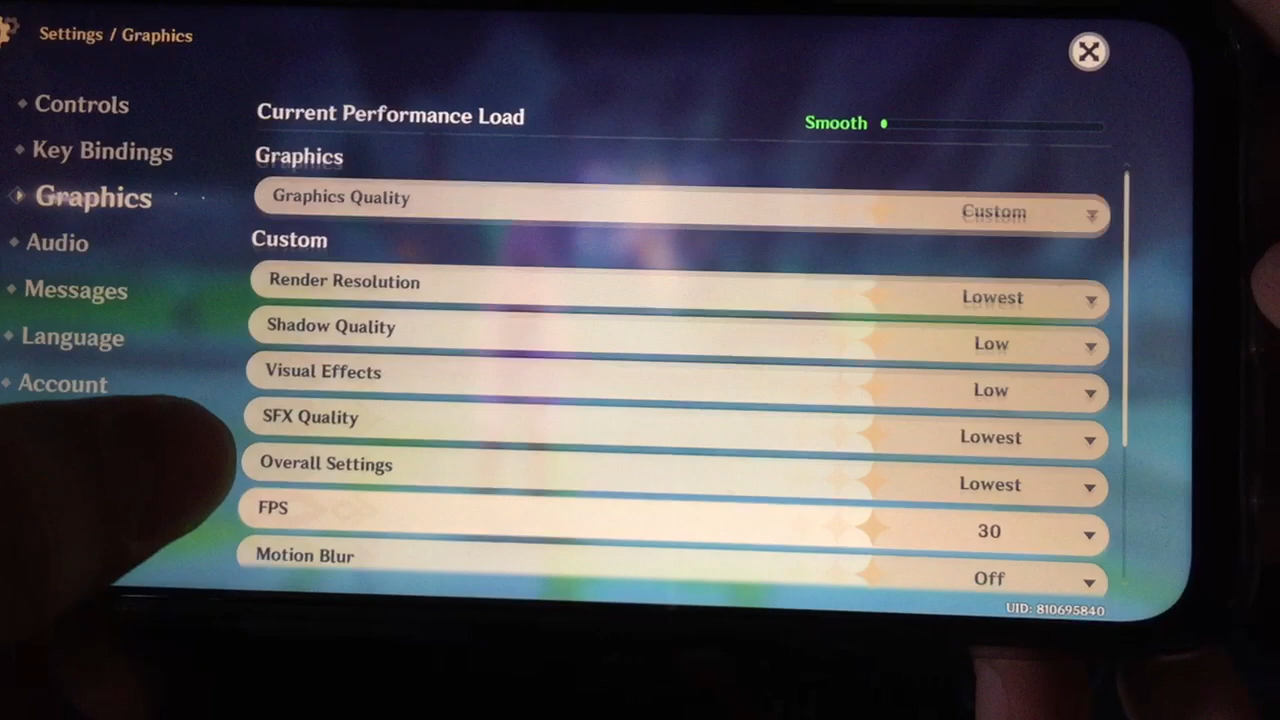 Settings / Graphics
Controls
Key Bindings
Graphics
Audio
Messages
Language
Account
Current Performance Load
Smooth
Graphics
Graphics Quality Custom
Custom
Render Resolution Lowest
Shadow Quality Low
Visual Effects Low
SFX Quality Lowest
Overall Settings Lowest
FPS 30
Motion Blur Off
UID: 810695840